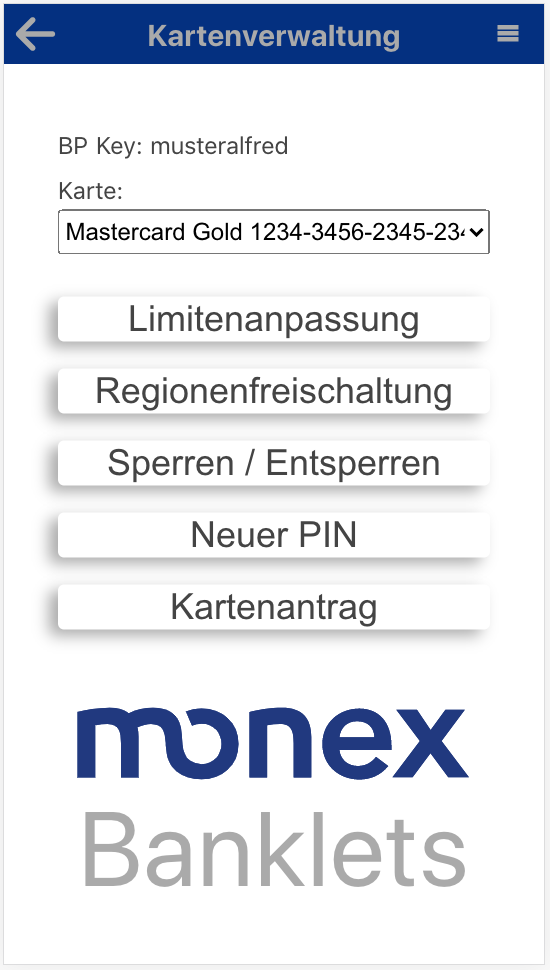 Kartenverwaltung
BP Key: musteralfred
Karte:
Mastercard Gold 1234-3456-2345-23
Limitenanpassung
Regionenfreischaltung
Sperren / Entsperren
Neuer PIN
Kartenantrag
monex
Banklets